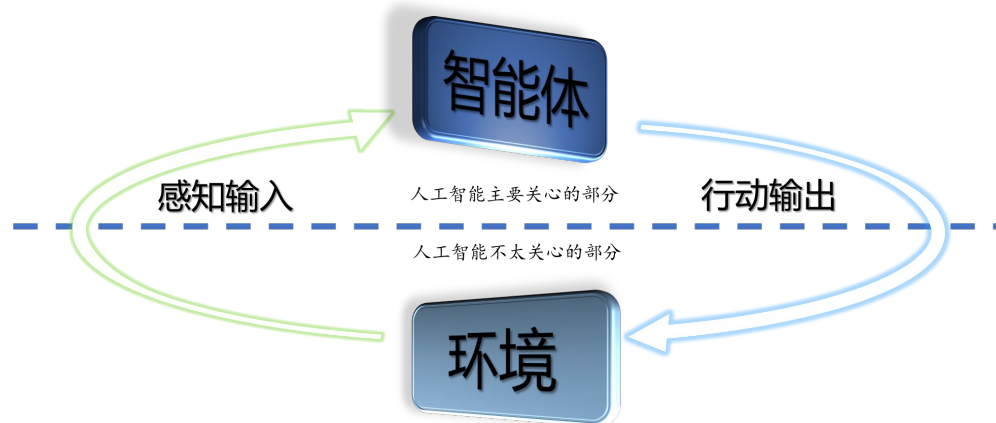 智能体
感知输入
人工智能主要关心的部分
行动输出
人工智能不太关心的部分
环境